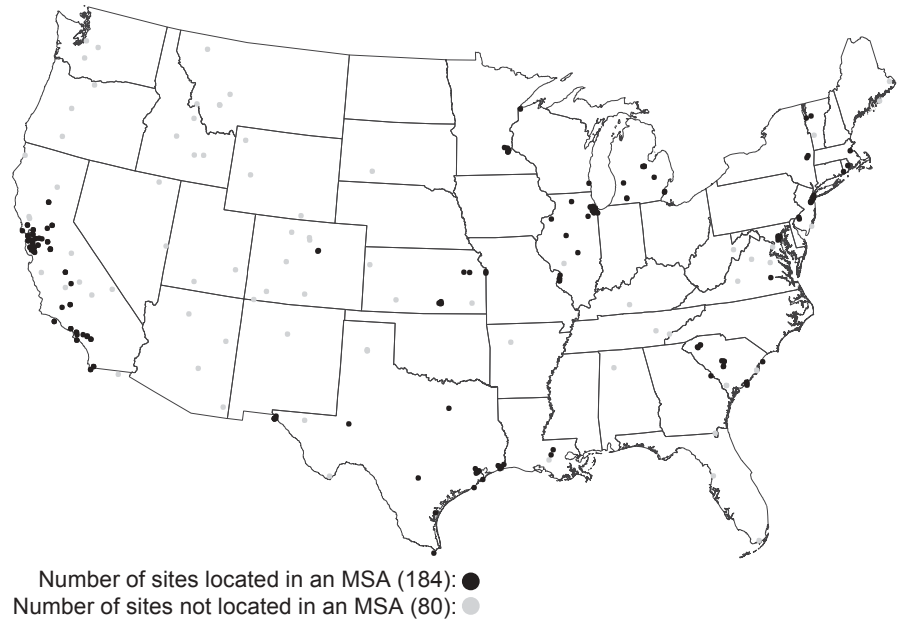 Number of sites located in an MSA (184):
Number of sites not located in an MSA (80):